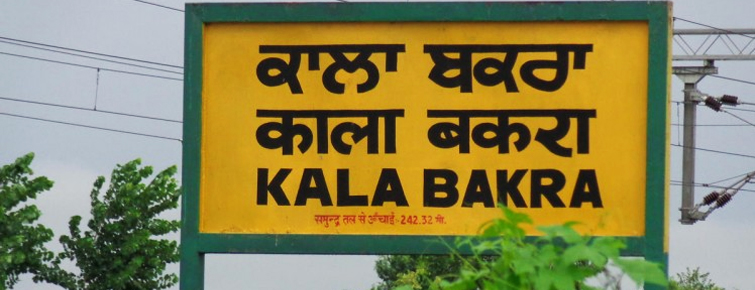 ਕਾਲਾ ਬਕਰਾ
काला बकरा
KALA BAKRA
समुन्द्र तल से ऊँचाई-242.32 मी.